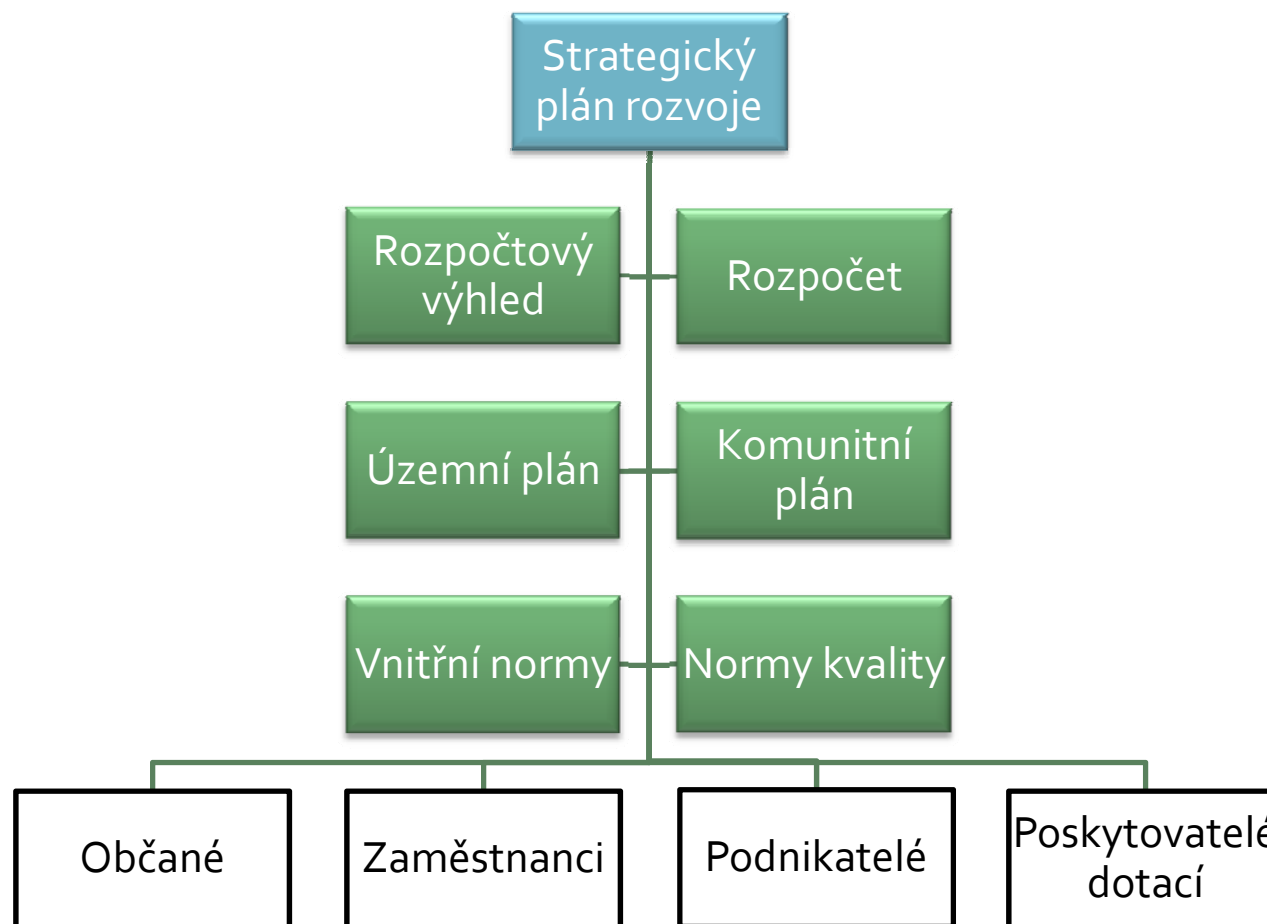 Strategický
plán rozvoje
Rozpočtový
výhled
Rozpočet
Územní plán
Komunitní
plán
Vnitřní normy
Normy kvality
Občané
Zaměstnanci
Podnikatelé
Poskytovatelé
dotací